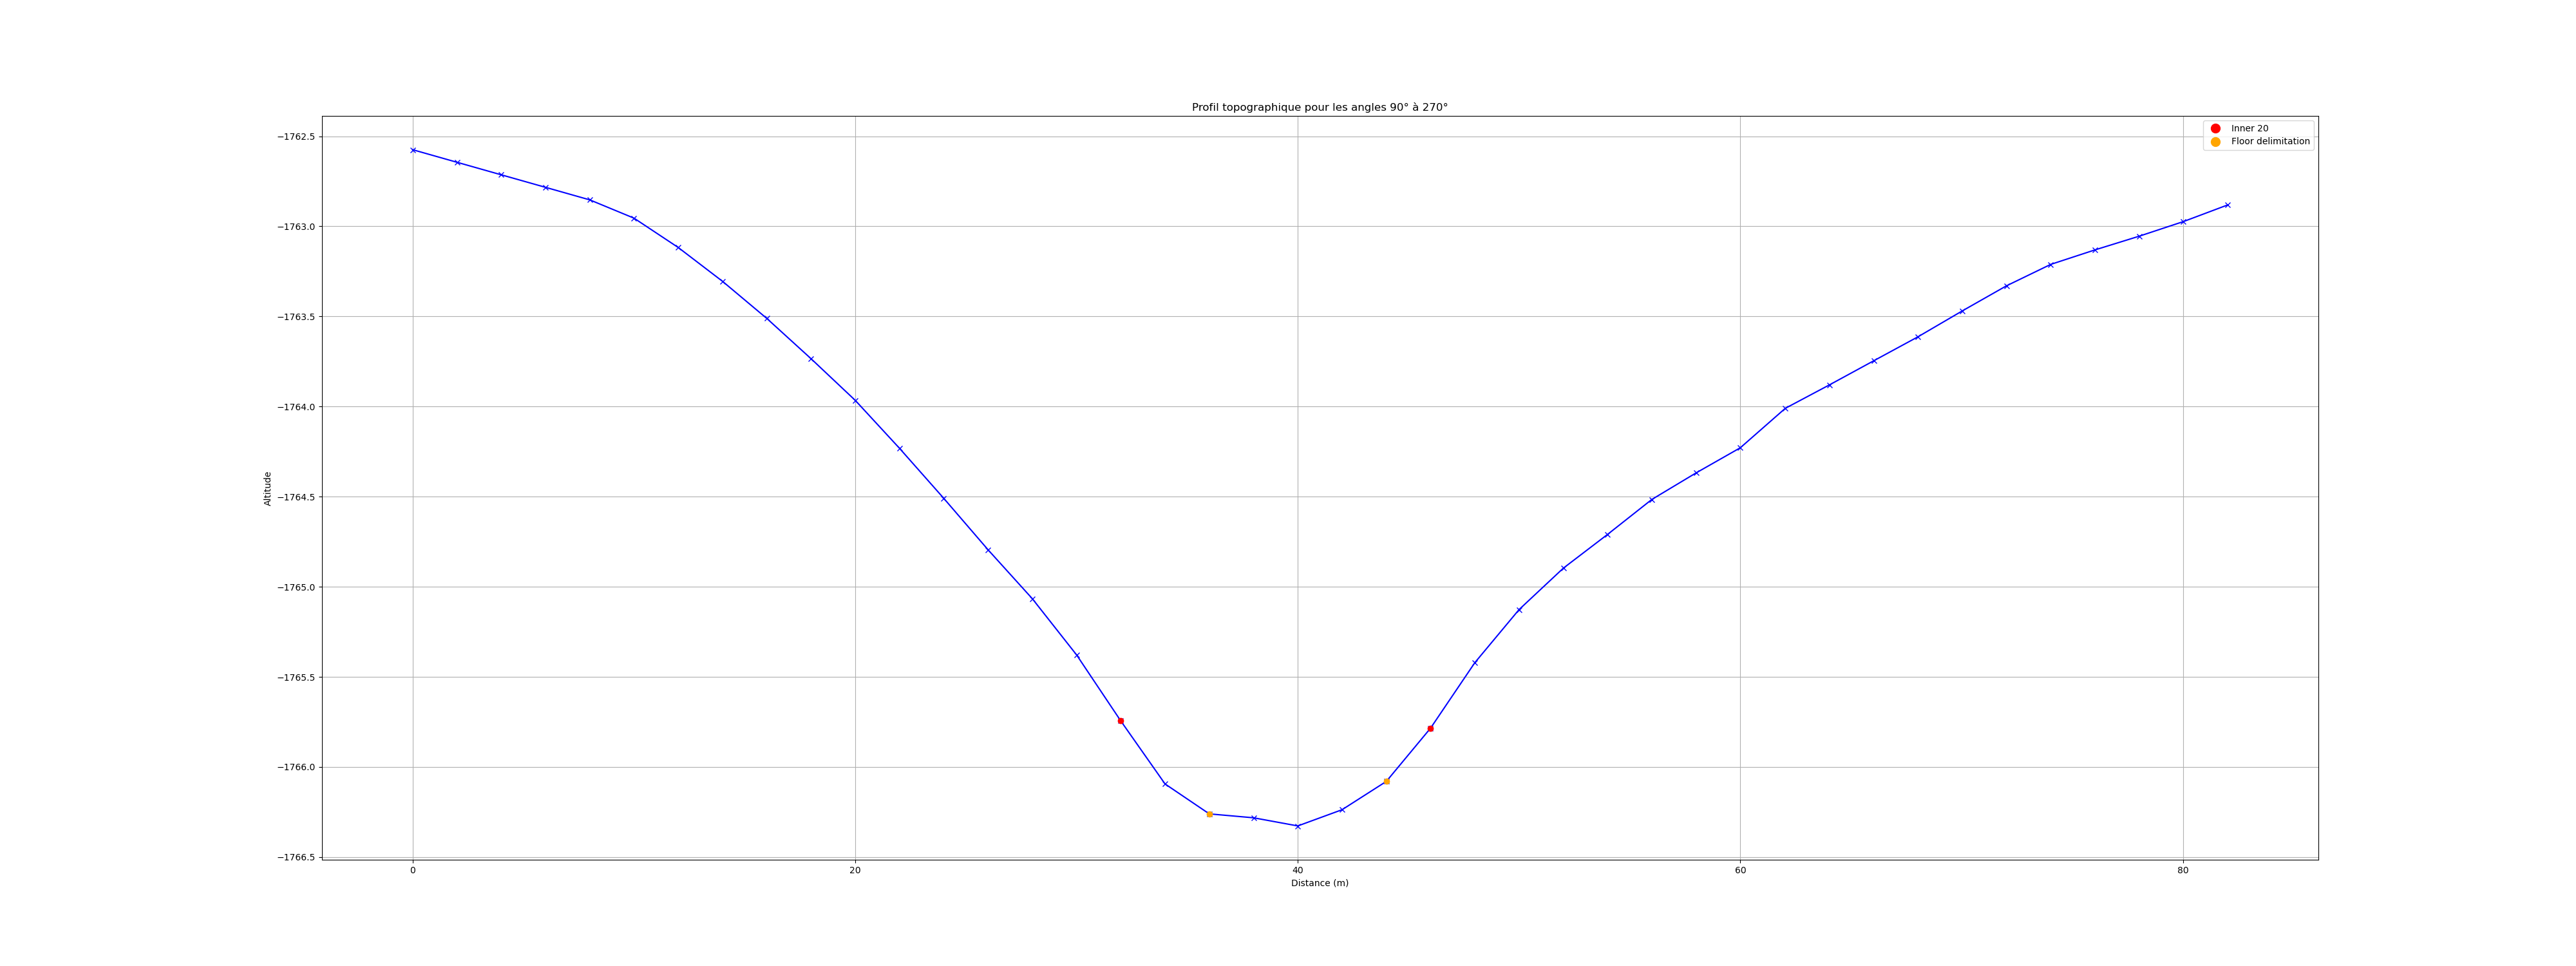 Profil topographique pour les angles 90° à 270°
Inner 20
Floor delimitation
−1762.5
−1763.0
−1763.5
−1764.0
−1764.5
−1765.0
−1765.5
−1766.0
−1766.5
Altitude
0 20 40 60 80
Distance (m)